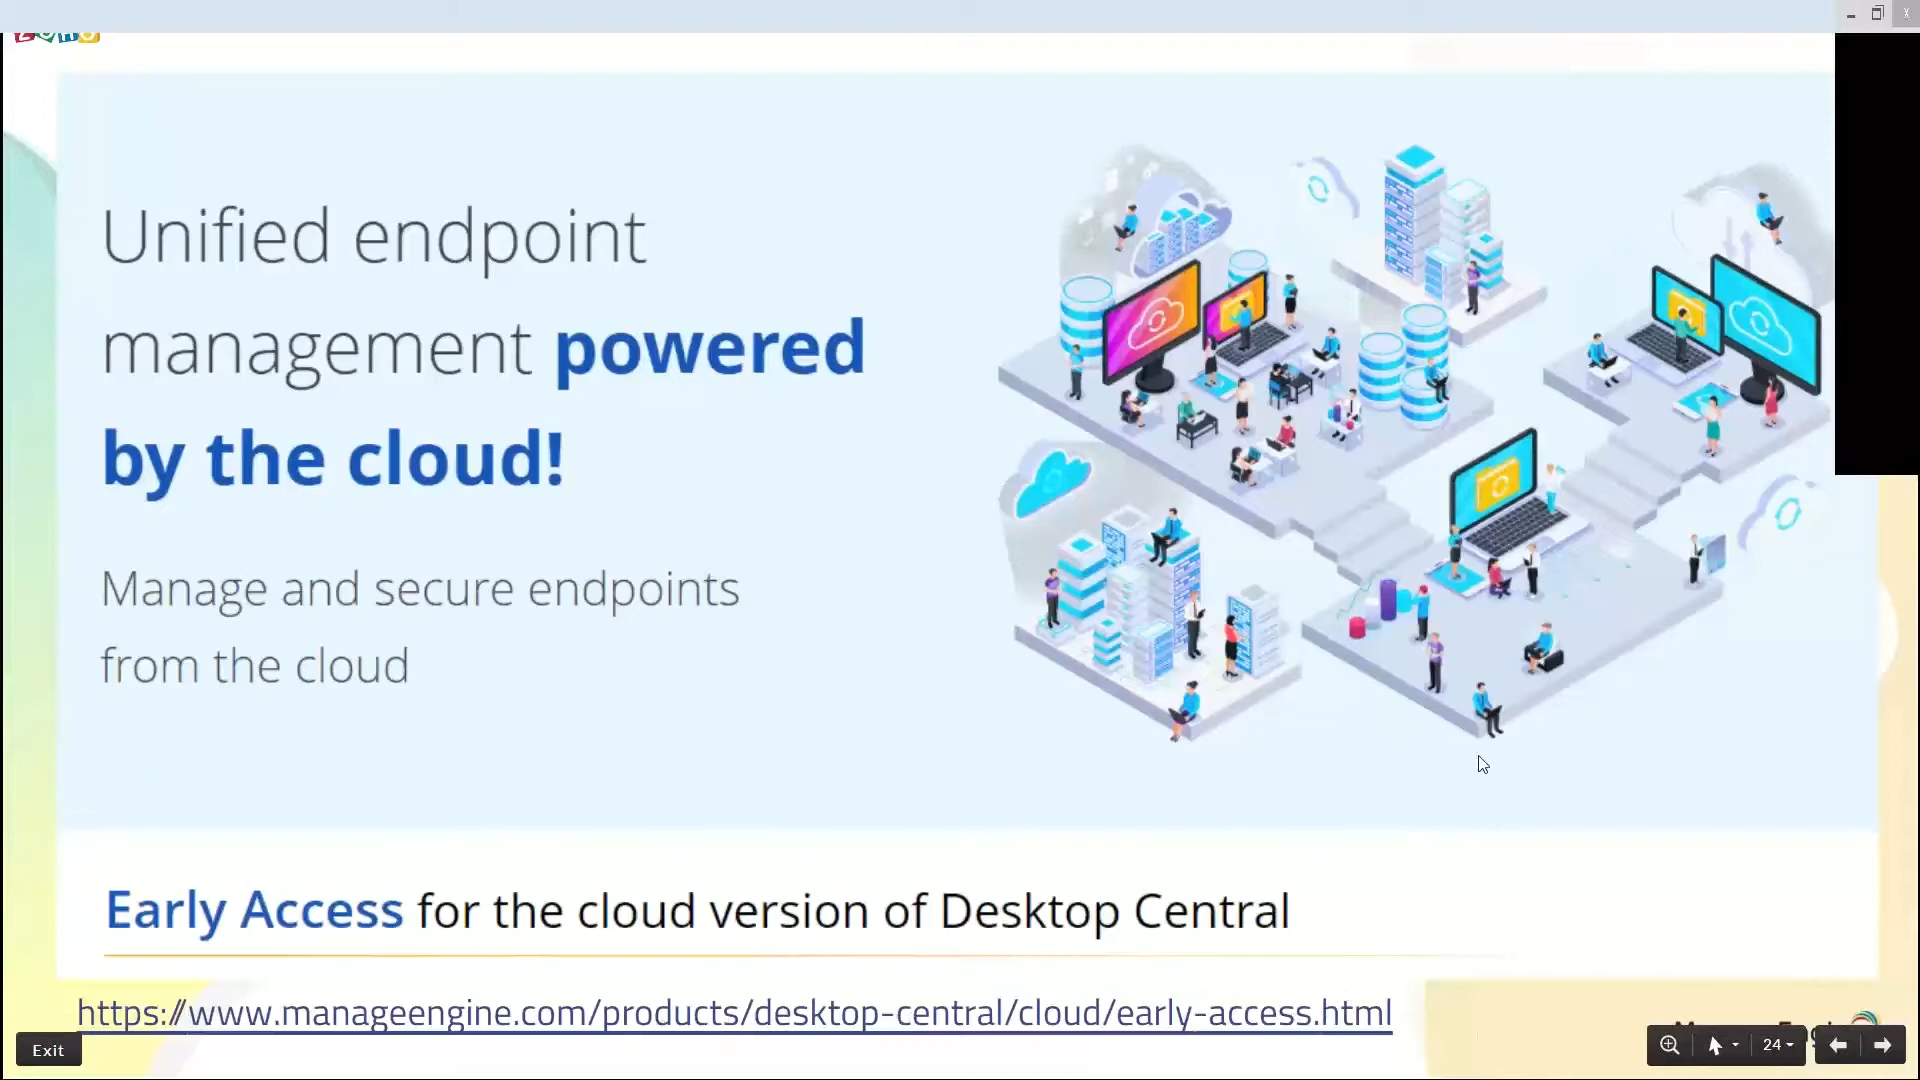 Unified endpoint
management powered
by the cloud!
Manage and secure endpoints
from the cloud
Early Access for the cloud version of Desktop Central
https://www.manageengine.com/products/desktop-central/cloud/early-access.html
Exit
24